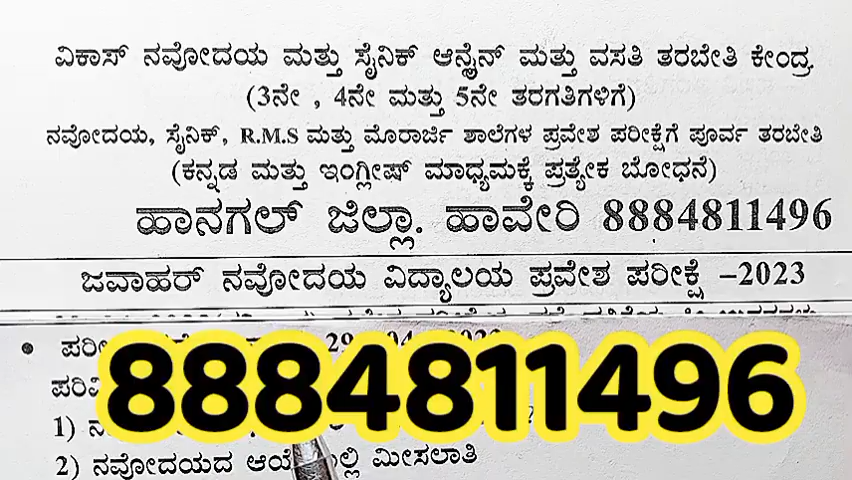 ವಿಕಾಸ್ ನವೋದಯ ಮತ್ತು ಸೈನಿಕ್ ಆನ್ಲೈನ್ ಮತ್ತು ವಸತಿ ತರಬೇತಿ ಕೇಂದ್ರ
(3ನೇ , 4ನೇ ಮತ್ತು 5ನೇ ತರಗತಿಗಳಿಗೆ)
ನವೋದಯ, ಸೈನಿಕ್, R.M.S ಮತ್ತು ಮೊರಾರ್ಜಿ ಶಾಲೆಗಳ ಪ್ರವೇಶ ಪರೀಕ್ಷೆಗೆ ಪೂರ್ವ ತರಬೇತಿ
(ಕನ್ನಡ ಮತ್ತು ಇಂಗ್ಲೀಷ್ ಮಾಧ್ಯಮಕ್ಕೆ ಪ್ರತ್ಯೇಕ ಬೋಧನೆ)
ಹಾನಗಲ್ ಜಿಲ್ಲಾ. ಹಾವೇರಿ 8884811496
ಜವಾಹರ್ ನವೋದಯ ವಿದ್ಯಾಲಯ ಪ್ರವೇಶ ಪರೀಕ್ಷೆ -2023
8884811496
1)
2) ನವೋದಯದ ಮೀಸಲಾತಿ